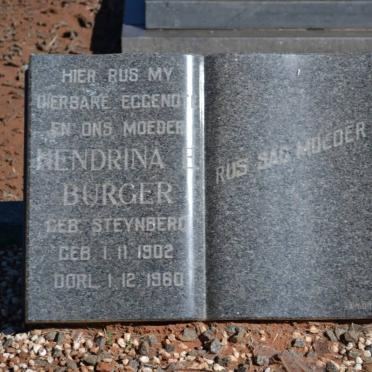 HIER RUS MY
DIERBARE EGGENOTE
EN ONS MOEDER
HENDRINA E
BURGER
GEB STEYNBERG
GEB. 1.11.1902
OORL. 1.12.1960
RUS SAG MOEDER